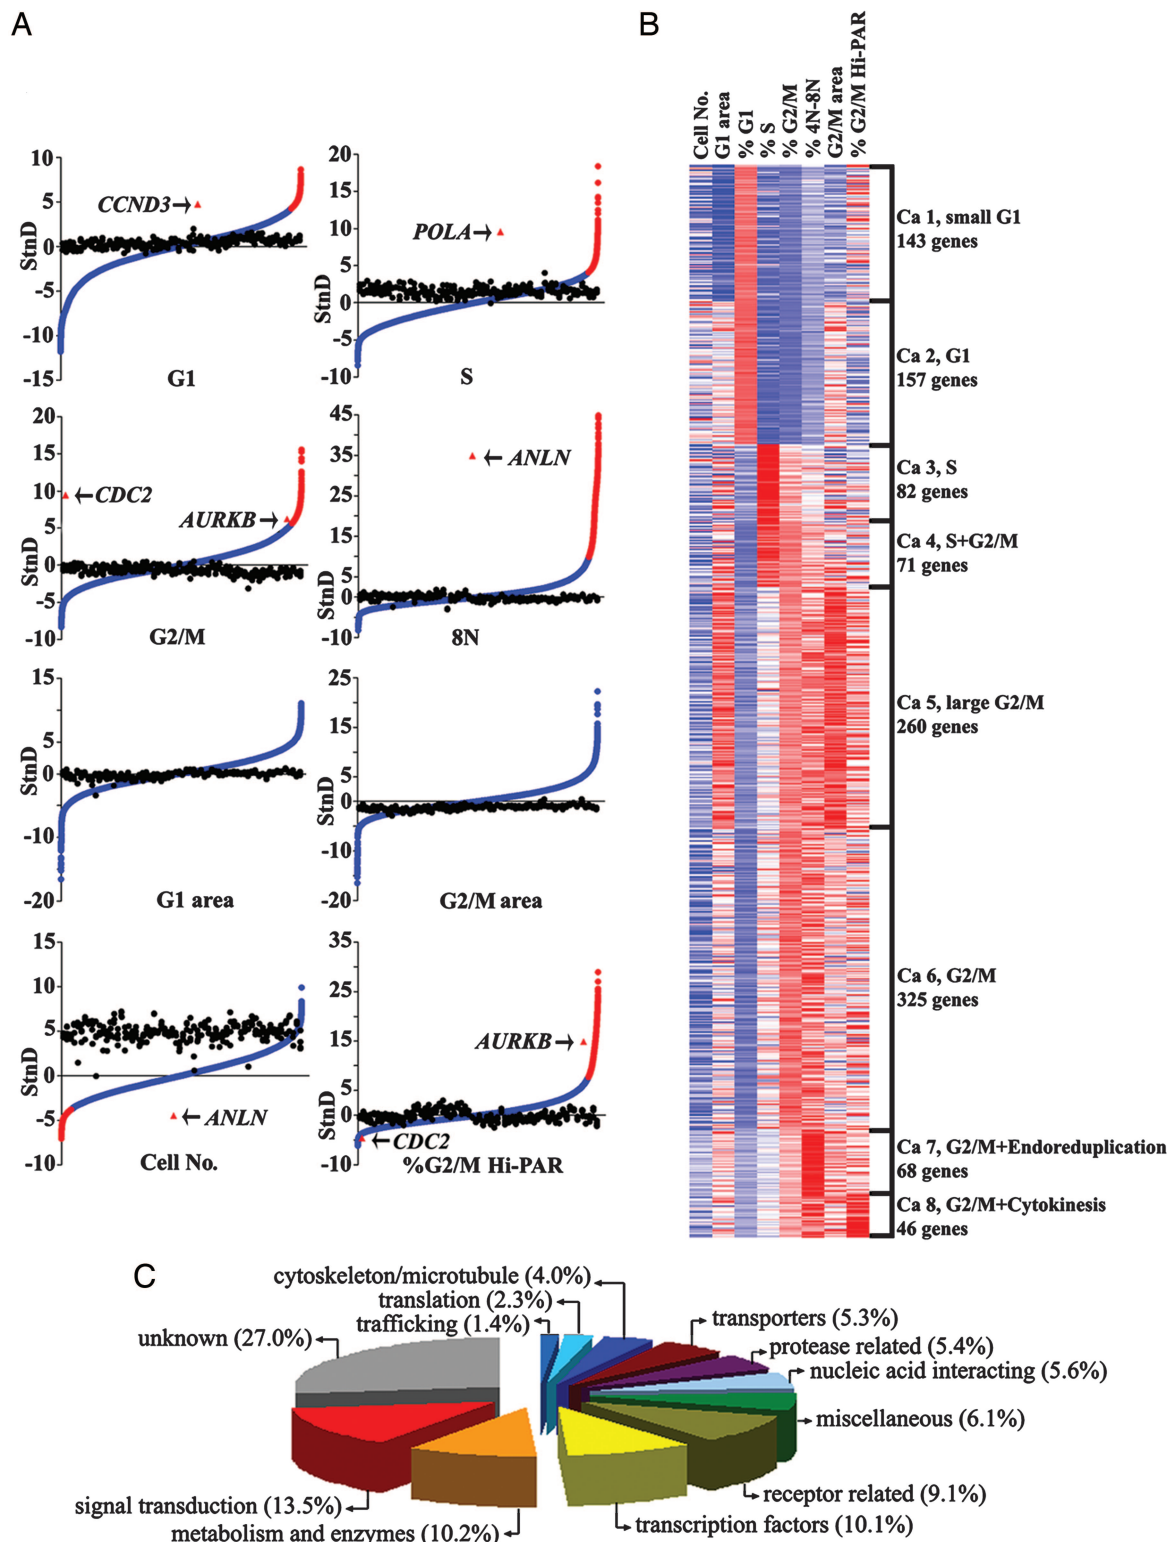 A
10
5
0
-5
-10
-15
StnD
CCND3
G1
20
15
10
5
0
-5
-10
StnD
POLA
S
20
15
10
5
0
-5
-10
StnD
CDC2
AURKB
G2/M
45
35
25
15
5
0
-10
StnD
ANLN
8N
15
5
0
-10
-20
StnD
G1 area
25
15
5
0
-10
-20
StnD
G2/M area
15
10
5
0
-5
-10
StnD
ANLN
Cell No.
35
25
15
5
0
-10
StnD
AURKB
CDC2
%G2/M Hi-PAR
B
Cell No.
G1 area
% G1
% S
% G2/M
% 4N-8N
G2/M area
% G2/M Hi-PAR
Ca 1, small G1
143 genes
Ca 2, G1
157 genes
Ca 3, S
82 genes
Ca 4, S+G2/M
71 genes
Ca 5, large G2/M
260 genes
Ca 6, G2/M
325 genes
Ca 7, G2/M+Endoreduplication
68 genes
Ca 8, G2/M+Cytokinesis
46 genes
C
cytoskeleton/microtubule (4.0%)
translation (2.3%)
trafficking (1.4%)
unknown (27.0%)
transporters (5.3%)
protease related (5.4%)
nucleic acid interacting (5.6%)
miscellaneous (6.1%)
receptor related (9.1%)
transcription factors (10.1%)
signal transduction (13.5%)
metabolism and enzymes (10.2%)